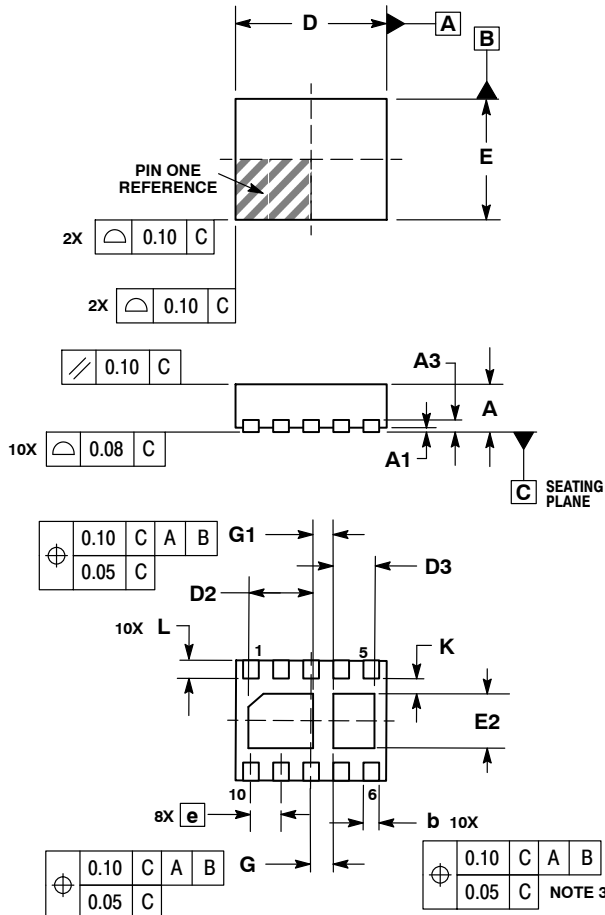 D
A
B
PIN ONE
REFERENCE
E
2X ⌓ 0.10 C
2X ⌓ 0.10 C
⫽ 0.10 C
A3
A
10X ⌓ 0.08 C
A1
C SEATING
PLANE
⌖ 0.10 C A B
0.05 C
G1
D3
D2
10X L
1
5
K
E2
10
6
8X e
b 10X
⌖ 0.10 C A B
0.05 C
G
⌖ 0.10 C A B
0.05 C NOTE 3